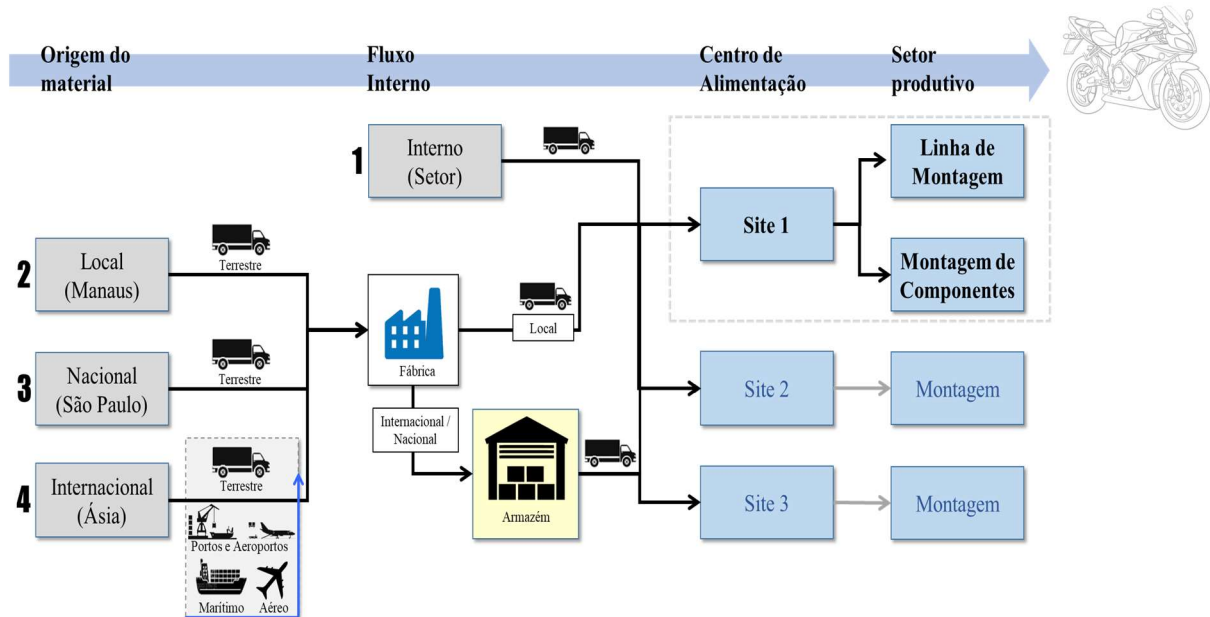 Origem do
material
Fluxo
Interno
Centro de
Alimentação
Setor
produtivo
1
Interno
(Setor)
Linha de
Montagem
Site 1
Montagem de
Componentes
2
Local
(Manaus)
Terrestre
Fábrica
Local
3
Nacional
(São Paulo)
Terrestre
Internacional /
Nacional
Site 2
Montagem
4
Internacional
(Ásia)
Terrestre
Portos e Aeroportos
Marítimo
Aéreo
Armazém
Site 3
Montagem